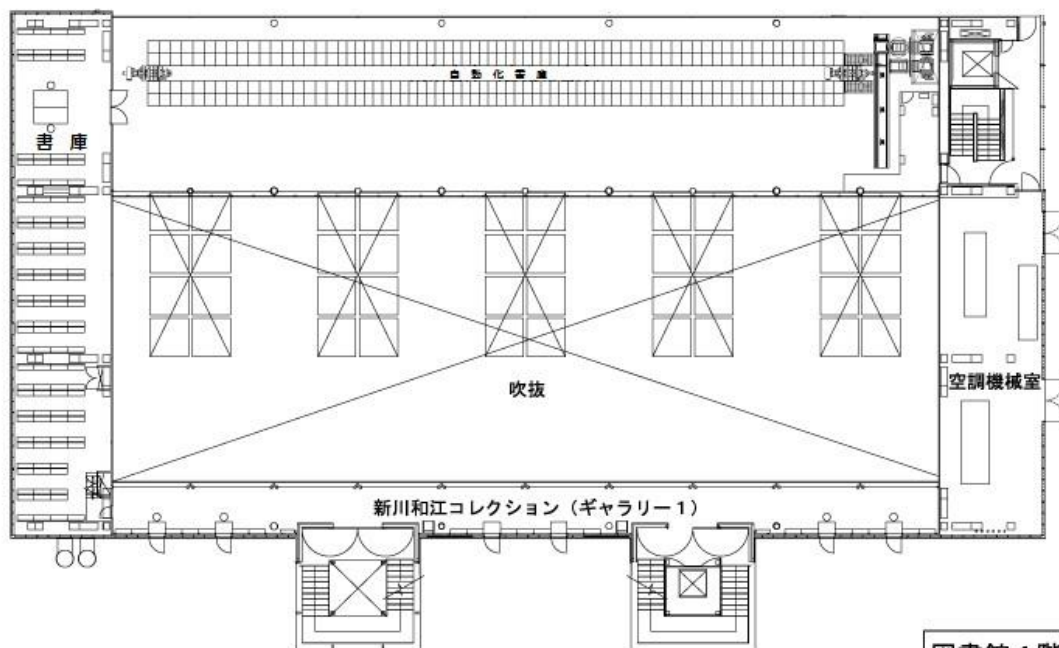 自動化書庫
書庫
吹抜
空調機械室
新川和江コレクション（ギャラリー１）
図書館１階